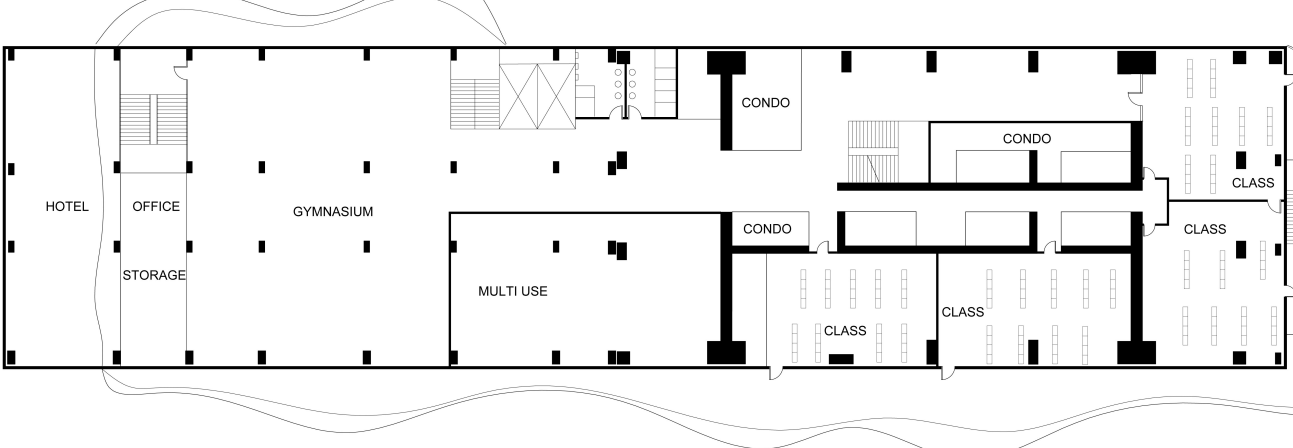 CONDO
CONDO
CLASS
HOTEL
OFFICE
GYMNASIUM
CONDO
CLASS
STORAGE
MULTI USE
CLASS
CLASS